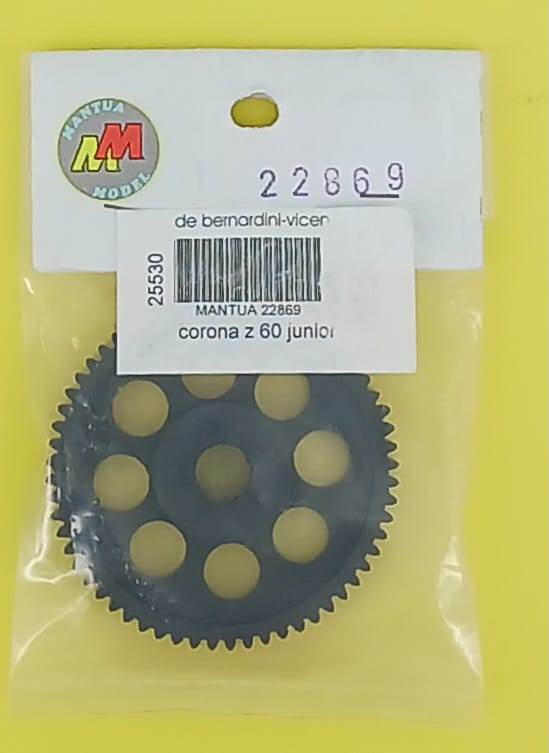 MANTUA
MM
MODEL
22869
de bernardini-vicen
25530
MANTUA 22869
corona z 60 junior